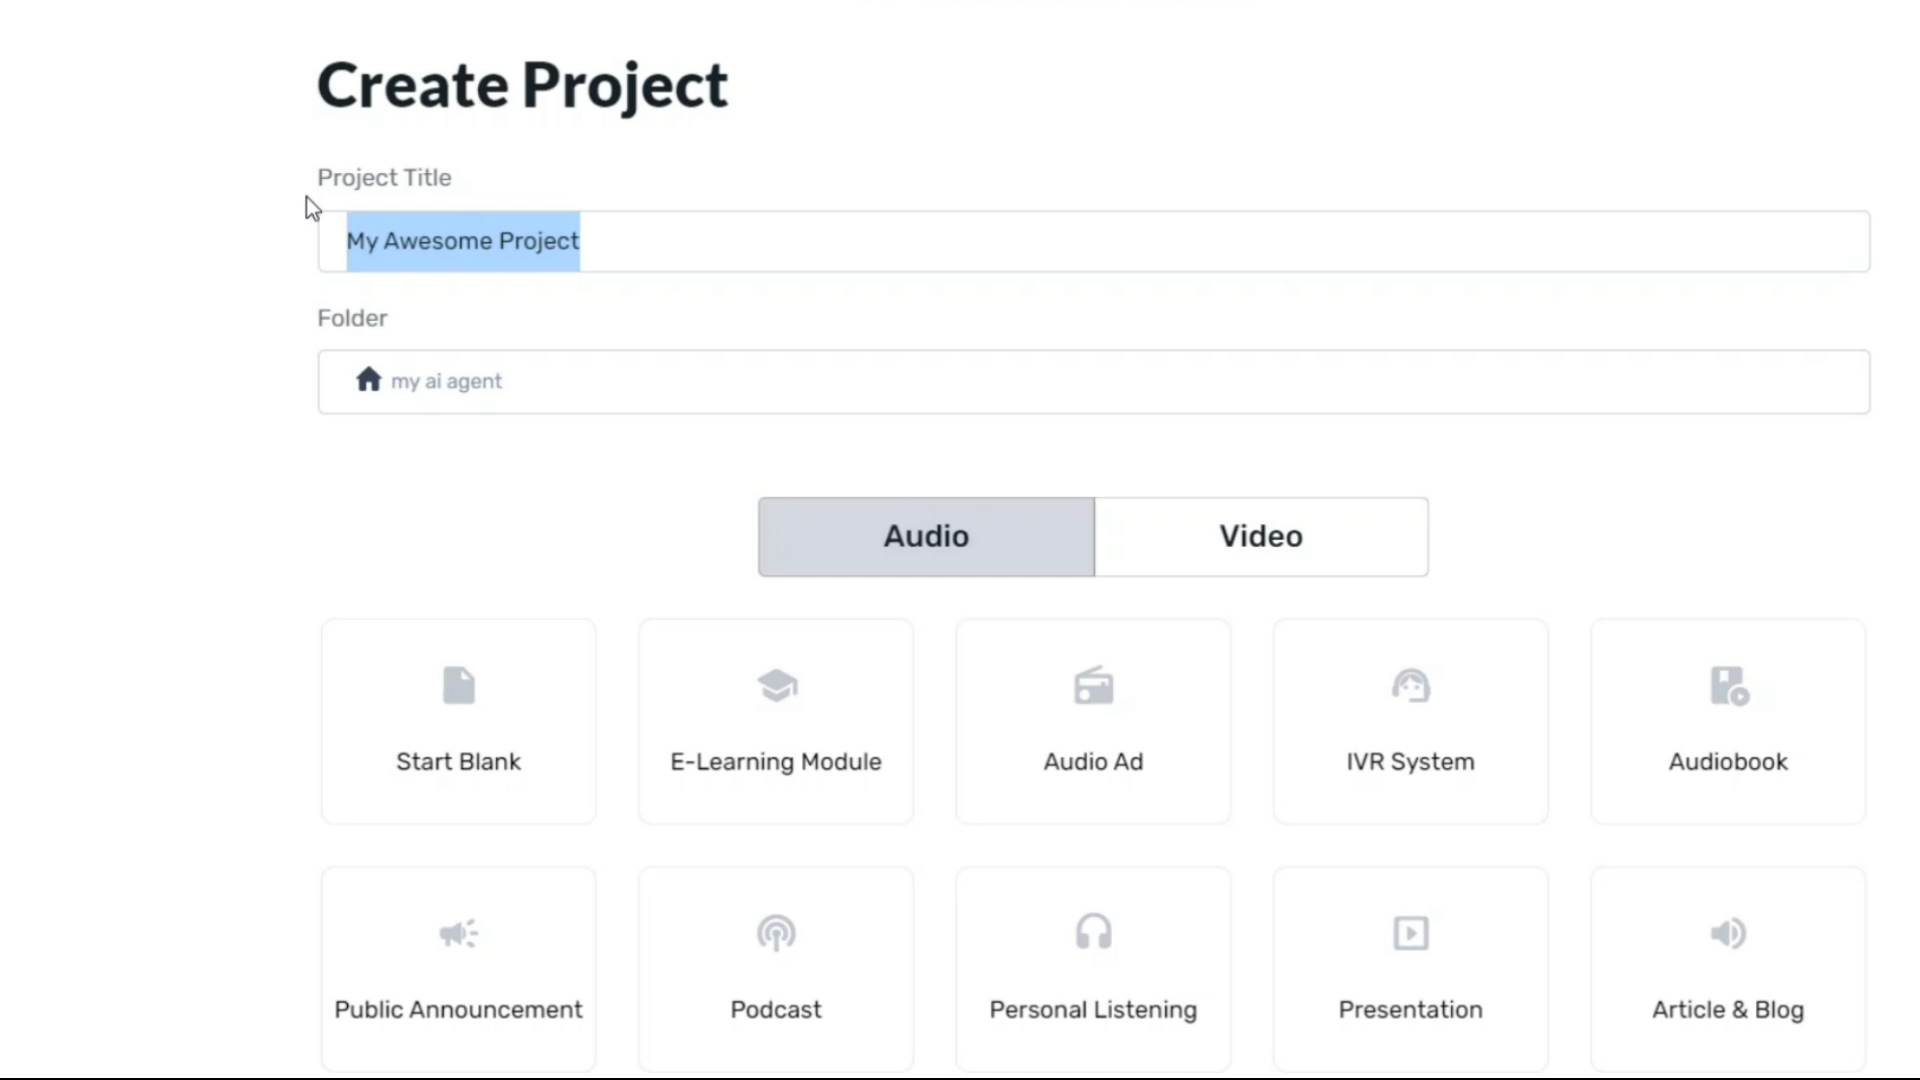 Create Project
Project Title
My Awesome Project
Folder
my ai agent
Audio Video
Start Blank E-Learning Module Audio Ad IVR System Audiobook
Public Announcement Podcast Personal Listening Presentation Article & Blog